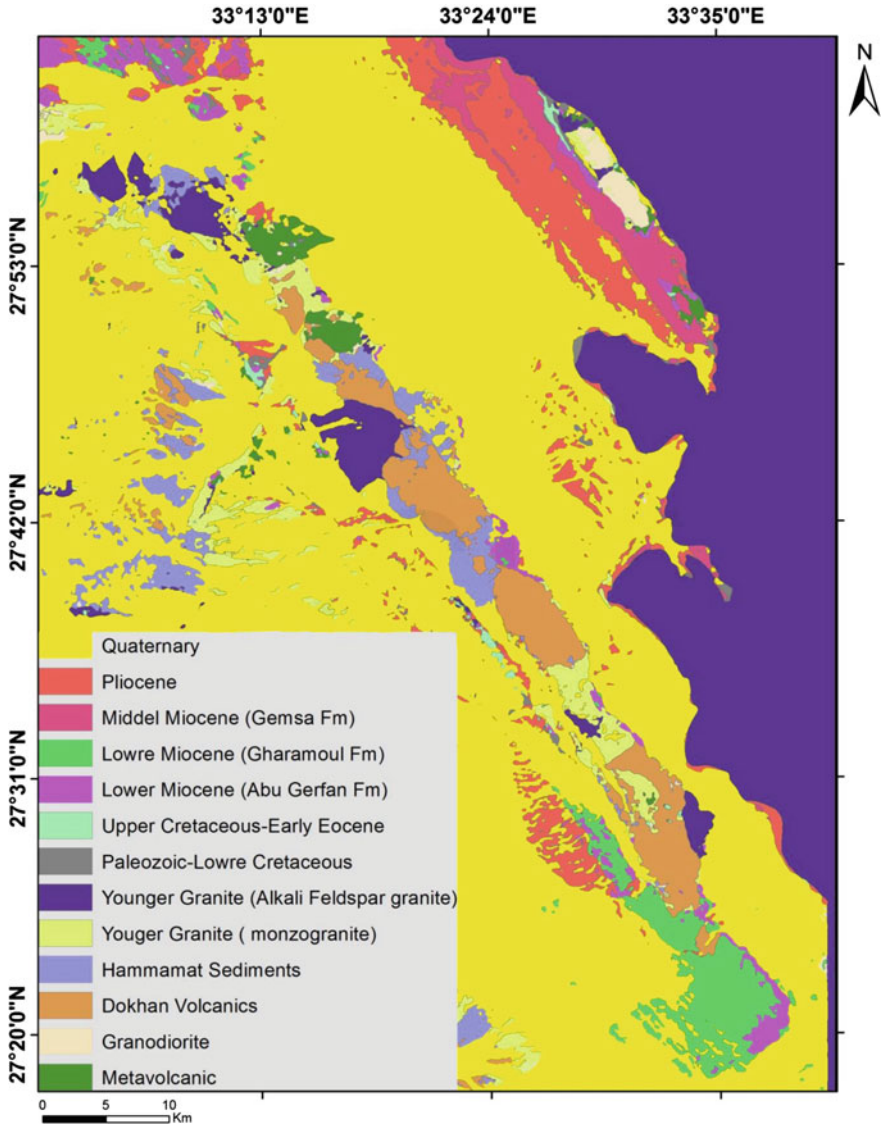 33°13'0"E 33°24'0"E 33°35'0"E
N
27°53'0"N
27°42'0"N
27°31'0"N
27°20'0"N
Quaternary
Pliocene
Middel Miocene (Gemsa Fm)
Lowre Miocene (Gharamoul Fm)
Lower Miocene (Abu Gerfan Fm)
Upper Cretaceous-Early Eocene
Paleozoic-Lowre Cretaceous
Younger Granite (Alkali Feldspar granite)
Youger Granite ( monzogranite)
Hammamat Sediments
Dokhan Volcanics
Granodiorite
Metavolcanic
0 5 10
Km